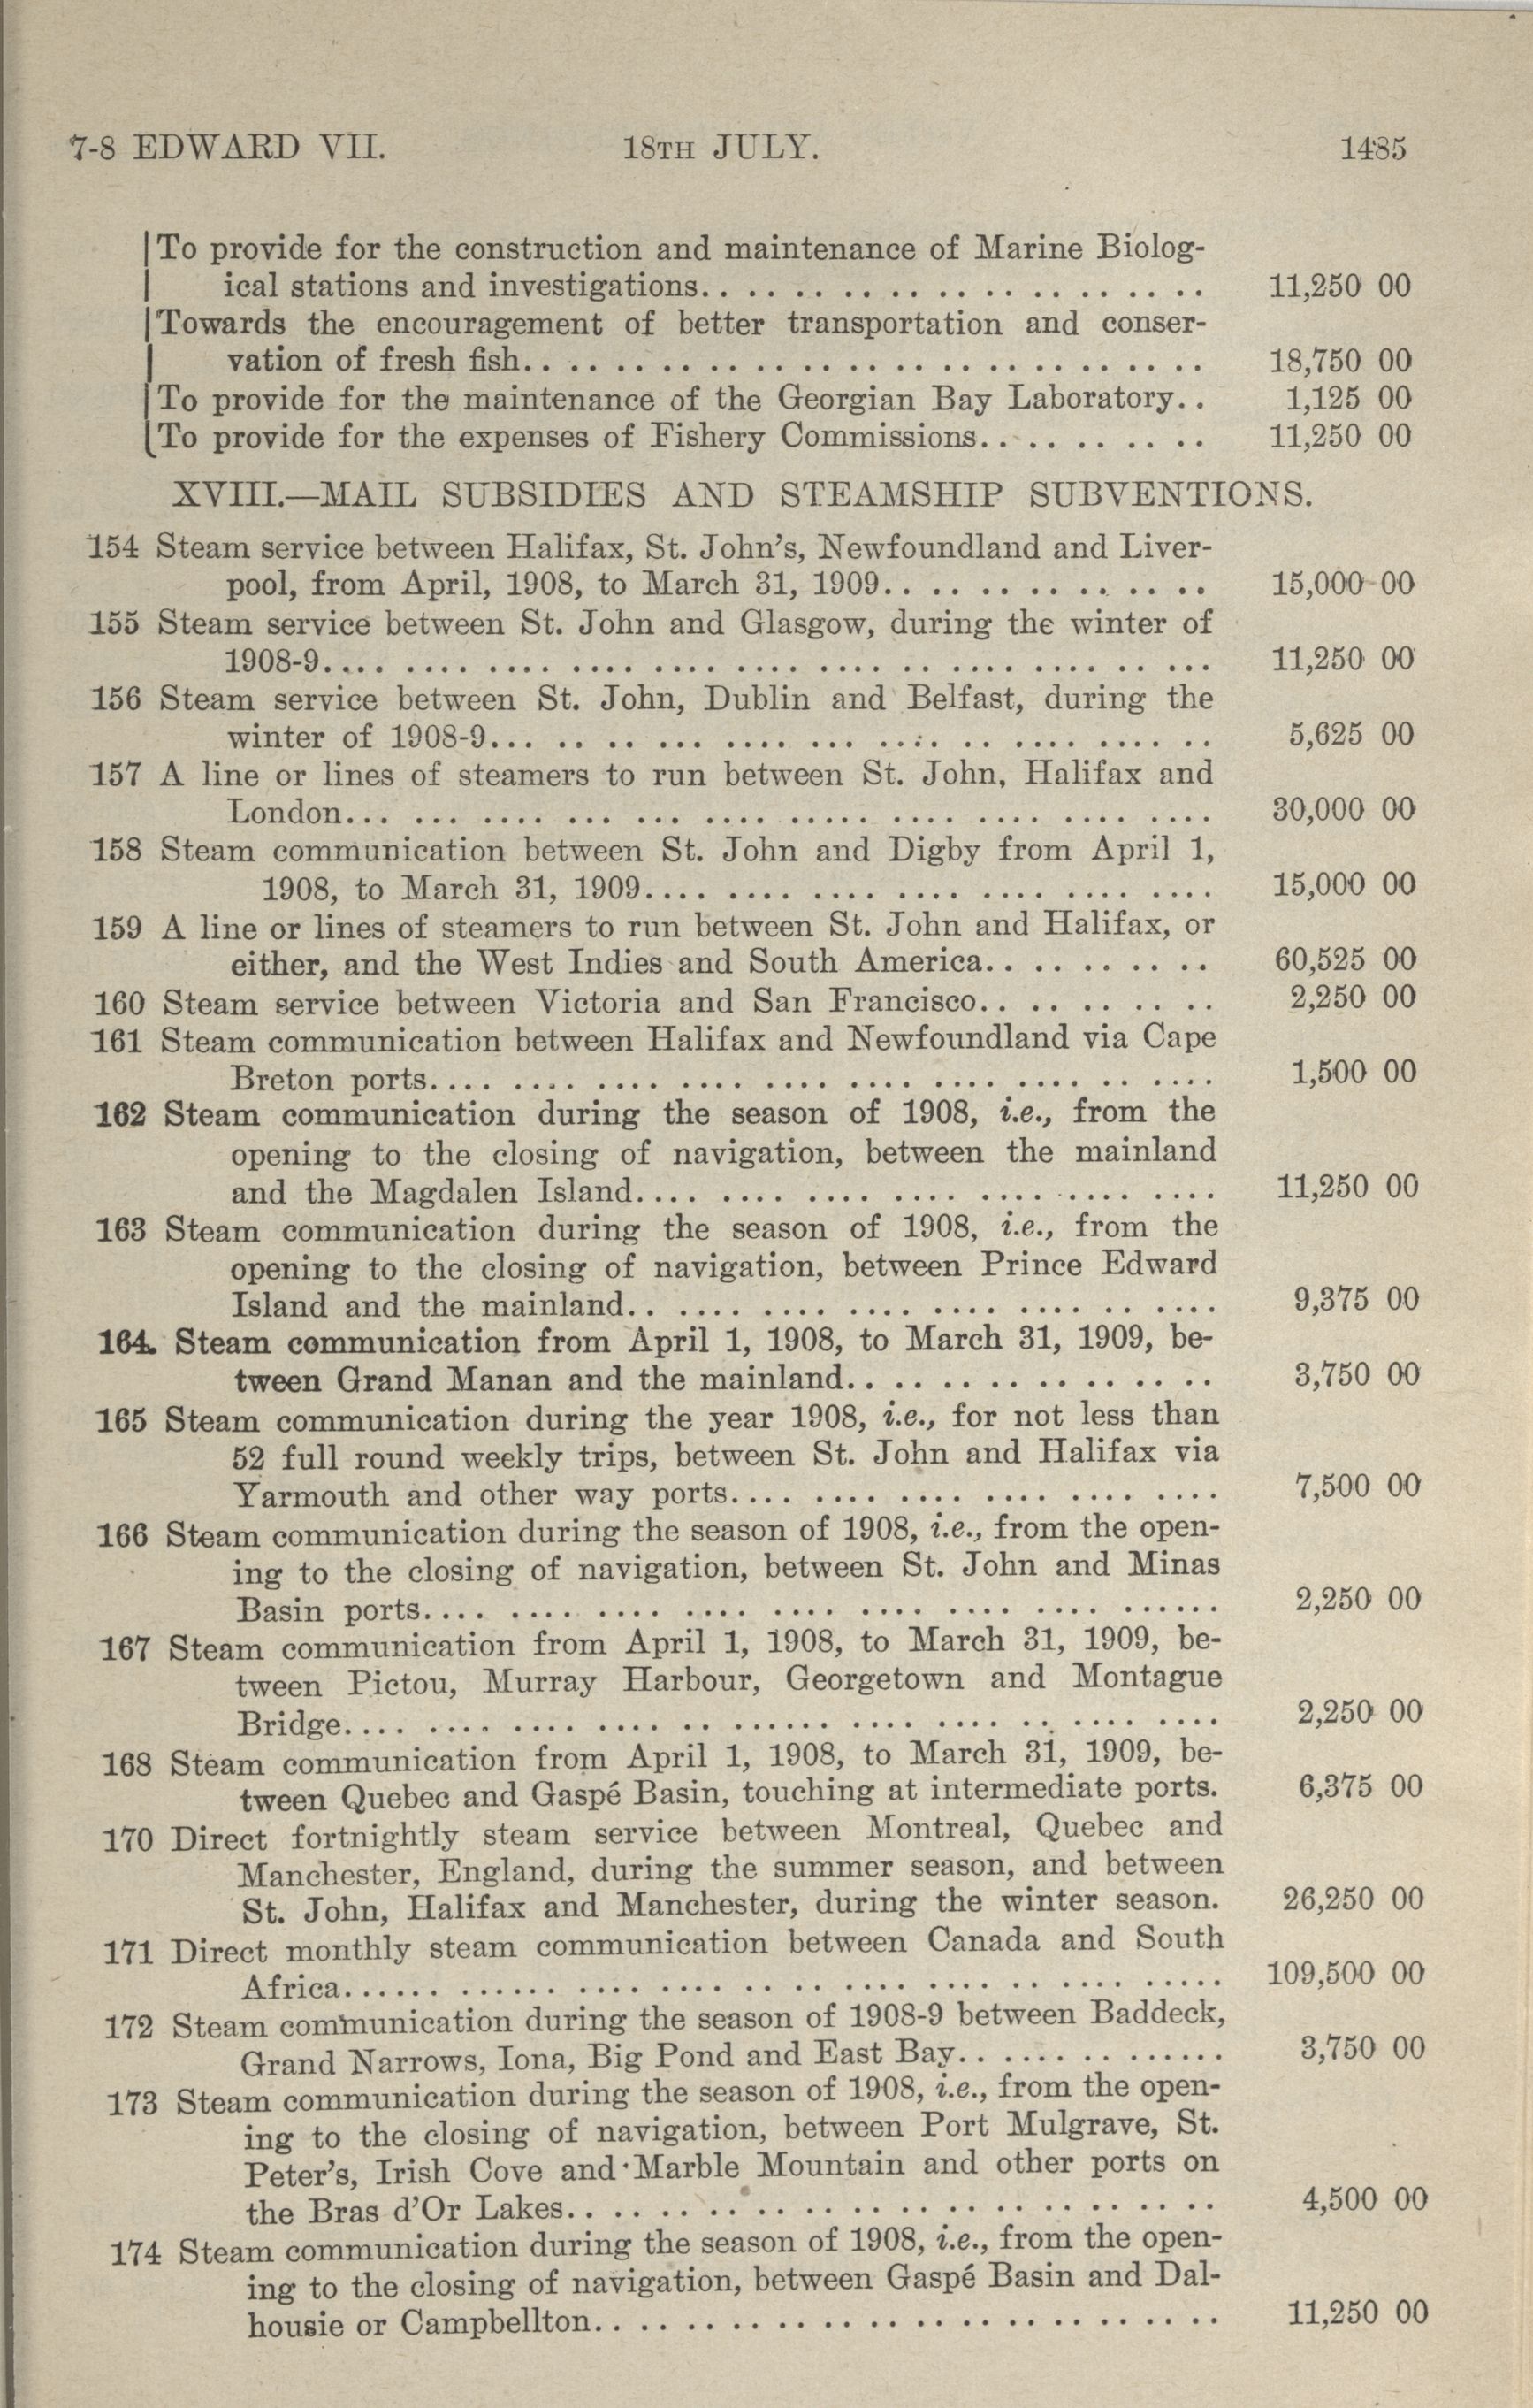 7-8 EDWARD VII. 18TH JULY. 1485
To provide for the construction and maintenance of Marine Biolog-
ical stations and investigations.. .. .. .. .. .. .. .. .. .. .. 11,250 00
Towards the encouragement of better transportation and conser-
vation of fresh fish.. .. .. .. .. .. .. .. .. .. .. .. .. .. .. 18,750 00
To provide for the maintenance of the Georgian Bay Laboratory.. 1,125 00
To provide for the expenses of Fishery Commissions.. .. .. .. .. 11,250 00
XVIII.—MAIL SUBSIDIES AND STEAMSHIP SUBVENTIONS.
154 Steam service between Halifax, St. John's, Newfoundland and Liver-
pool, from April, 1908, to March 31, 1909.. .. .. .. .. .. .. 15,000 00
155 Steam service between St. John and Glasgow, during the winter of
1908-9.... .... .... .... .... .... .... .. .... .... .. ... 11,250 00
156 Steam service between St. John, Dublin and Belfast, during the
winter of 1908-9... .. .. ... .... ... .... .. .... .... .. 5,625 00
157 A line or lines of steamers to run between St. John, Halifax and
London... ... .... ... ... .... ..... .... .... .... .... 30,000 00
158 Steam communication between St. John and Digby from April 1,
1908, to March 31, 1909.... .... .... .... .... .... .... 15,000 00
159 A line or lines of steamers to run between St. John and Halifax, or
either, and the West Indies and South America.. .. .. .. .. 60,525 00
160 Steam service between Victoria and San Francisco.. .. .. .. .. 2,250 00
161 Steam communication between Halifax and Newfoundland via Cape
Breton ports.... .... .... .... .... .... .... .... .. .... 1,500 00
162 Steam communication during the season of 1908, i.e., from the
opening to the closing of navigation, between the mainland
and the Magdalen Island.... .... .... .... .... .... .... 11,250 00
163 Steam communication during the season of 1908, i.e., from the
opening to the closing of navigation, between Prince Edward
Island and the mainland.. .... .... .... .... .... .. .... 9,375 00
164. Steam communication from April 1, 1908, to March 31, 1909, be-
tween Grand Manan and the mainland.. .. .. .. .. .. .. .. 3,750 00
165 Steam communication during the year 1908, i.e., for not less than
52 full round weekly trips, between St. John and Halifax via
Yarmouth and other way ports.... .... .... .... .... .... 7,500 00
166 Steam communication during the season of 1908, i.e., from the open-
ing to the closing of navigation, between St. John and Minas
Basin ports.... .... .... .... .... .... .... .... ...... 2,250 00
167 Steam communication from April 1, 1908, to March 31, 1909, be-
tween Pictou, Murray Harbour, Georgetown and Montague
Bridge.... .... .... .... .. ...... .... .... .. .... .... 2,250 00
168 Steam communication from April 1, 1908, to March 31, 1909, be-
tween Quebec and Gaspé Basin, touching at intermediate ports. 6,375 00
170 Direct fortnightly steam service between Montreal, Quebec and
Manchester, England, during the summer season, and between
St. John, Halifax and Manchester, during the winter season. 26,250 00
171 Direct monthly steam communication between Canada and South
Africa...... ...... .... .... .. .. .... .... .. .... ..... 109,500 00
172 Steam communication during the season of 1908-9 between Baddeck,
Grand Narrows, Iona, Big Pond and East Bay.. .... .. ...... 3,750 00
173 Steam communication during the season of 1908, i.e., from the open-
ing to the closing of navigation, between Port Mulgrave, St.
Peter's, Irish Cove and Marble Mountain and other ports on
the Bras d'Or Lakes.. .. .. .. .. .. .. .. .. .. .. .. .. .. 4,500 00
174 Steam communication during the season of 1908, i.e., from the open-
ing to the closing of navigation, between Gaspé Basin and Dal-
housie or Campbellton.. .. .. .. .. .. .. .. .. .. .. .. .. .. 11,250 00